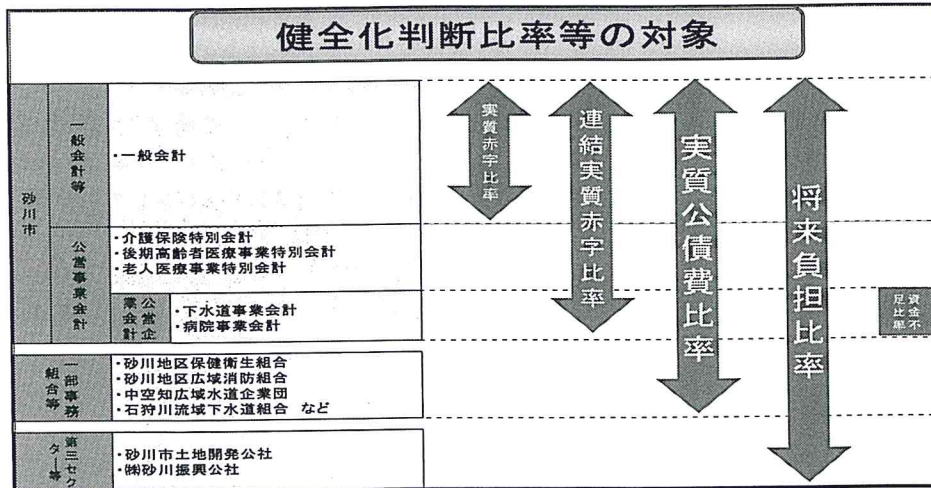 健全化判断比率等の対象
砂川市
一般会計等
・一般会計
公営事業会計
・介護保険特別会計
・後期高齢者医療事業特別会計
・老人医療事業特別会計
公営企
業会計
・下水道事業会計
・病院事業会計
一部事務
組合等
・砂川地区保健衛生組合
・砂川地区広域消防組合
・中空知広域水道企業団
・石狩川流域下水道組合 など
第三セク
ター等
・砂川市土地開発公社
・㈱砂川振興公社
実質赤字比率
連結実質赤字比率
実質公債費比率
将来負担比率
資金不
足比率